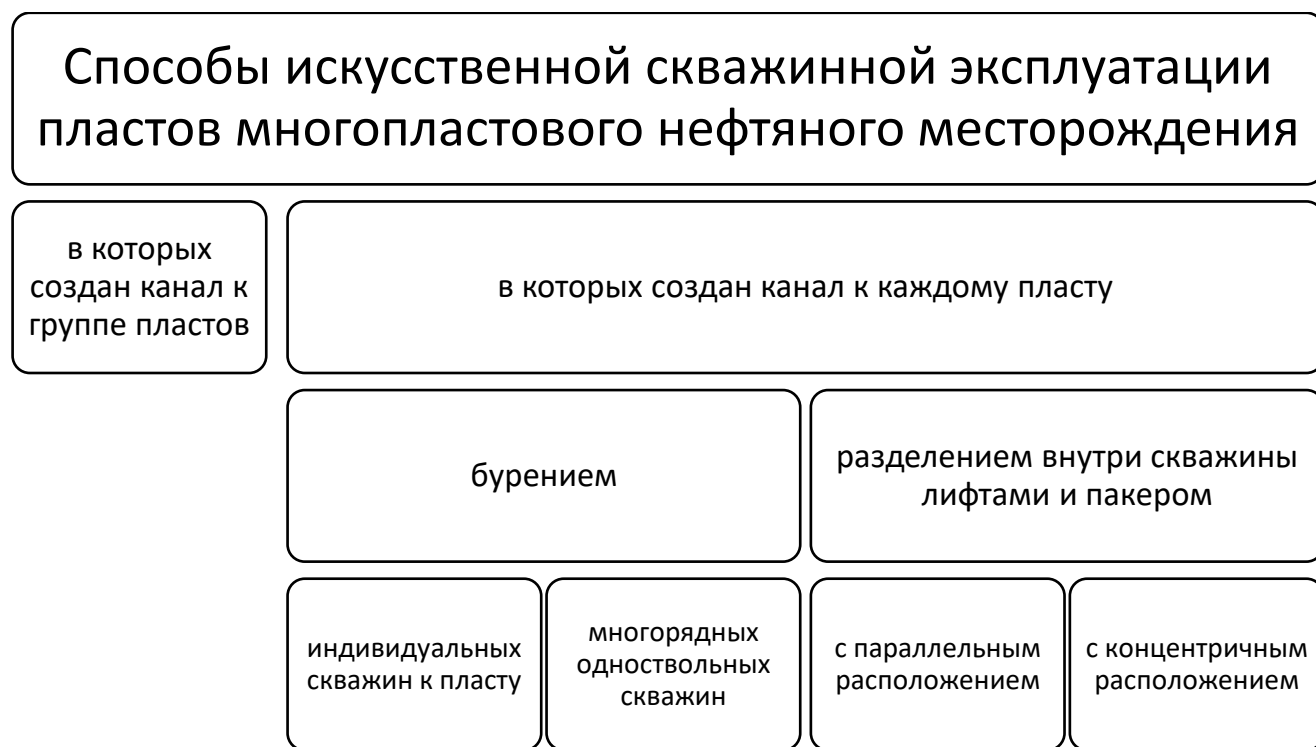 Способы искусственной скважинной эксплуатации
пластов многопластового нефтяного месторождения
в которых
создан канал к
группе пластов
в которых создан канал к каждому пласту
бурением
разделением внутри скважины
лифтами и пакером
индивидуальных
скважин к пласту
многорядных
одноствольных
скважин
с параллельным
расположением
с концентричным
расположением